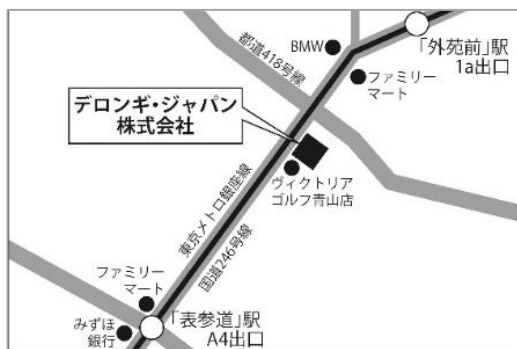 「外苑前」駅
1a出口
BMW
都道418号線
ファミリー
マート
デロンギ・ジャパン
株式会社
ヴィクトリア
ゴルフ青山店
東京メトロ銀座線
国道246号線
ファミリー
マート
みずほ
銀行
「表参道」駅
A4出口